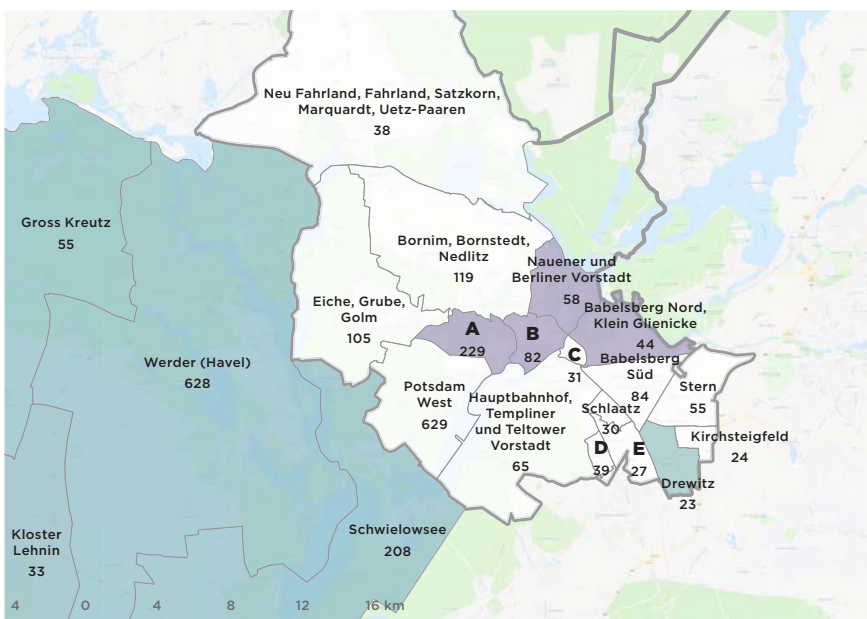 Neu Fahrland, Fahrland, Satzkorn,
Marquardt, Uetz-Paaren
38
Gross Kreutz
55
Bornim, Bornstedt,
Nedlitz
119
Nauener und
Berliner Vorstadt
58
Eiche, Grube,
Golm
105
Babelsberg Nord,
Klein Glienicke
44
A
229
B
82
C
31
Werder (Havel)
628
Babelsberg
Süd
84
Stern
55
Potsdam
West
629
Hauptbahnhof,
Templiner
und Teltower
Vorstadt
65
Schlaatz
30
D
39
E
27
Kirchsteigfeld
24
Drewitz
23
Schwielowsee
208
Kloster
Lehnin
33
4 0 4 8 12 16 km